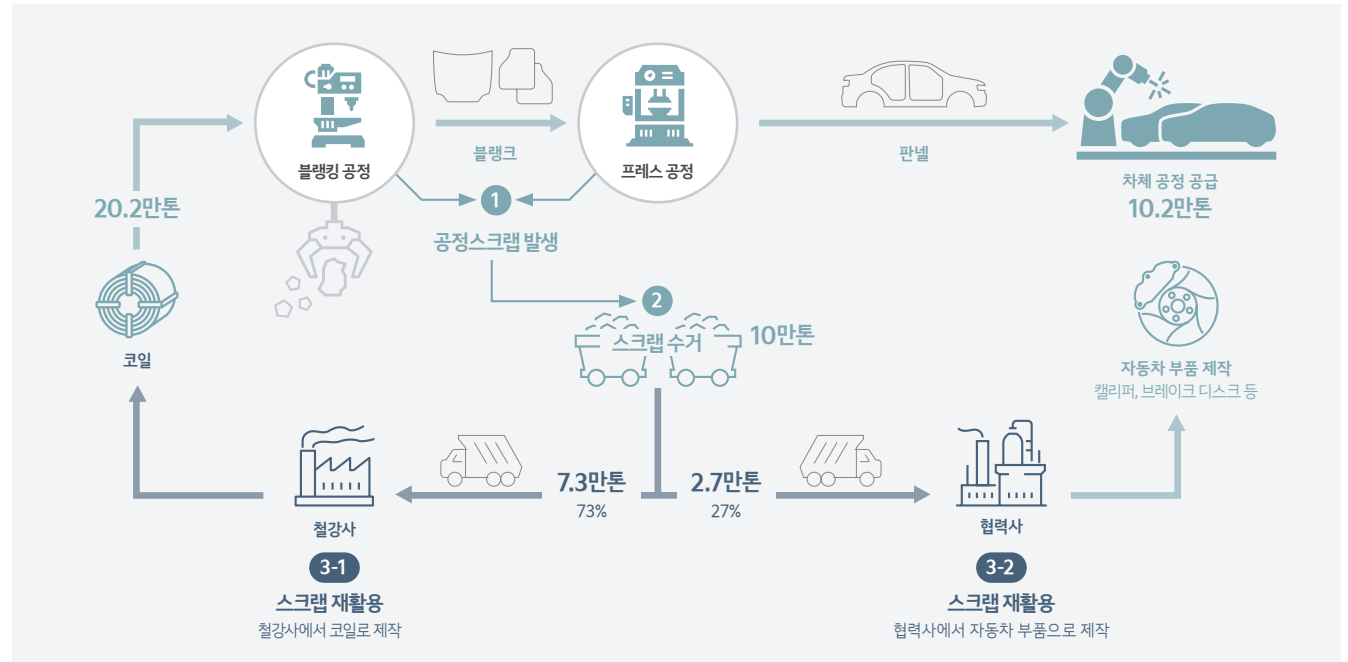 블랭킹 공정
블랭크
프레스 공정
판넬
차체 공정 공급
10.2만톤
20.2만톤
1
공정스크랩 발생
2
스크랩 수거
10만톤
코일
자동차 부품 제작
캘리퍼, 브레이크 디스크 등
7.3만톤
73%
2.7만톤
27%
철강사
3-1
스크랩 재활용
철강사에서 코일로 제작
협력사
3-2
스크랩 재활용
협력사에서 자동차 부품으로 제작